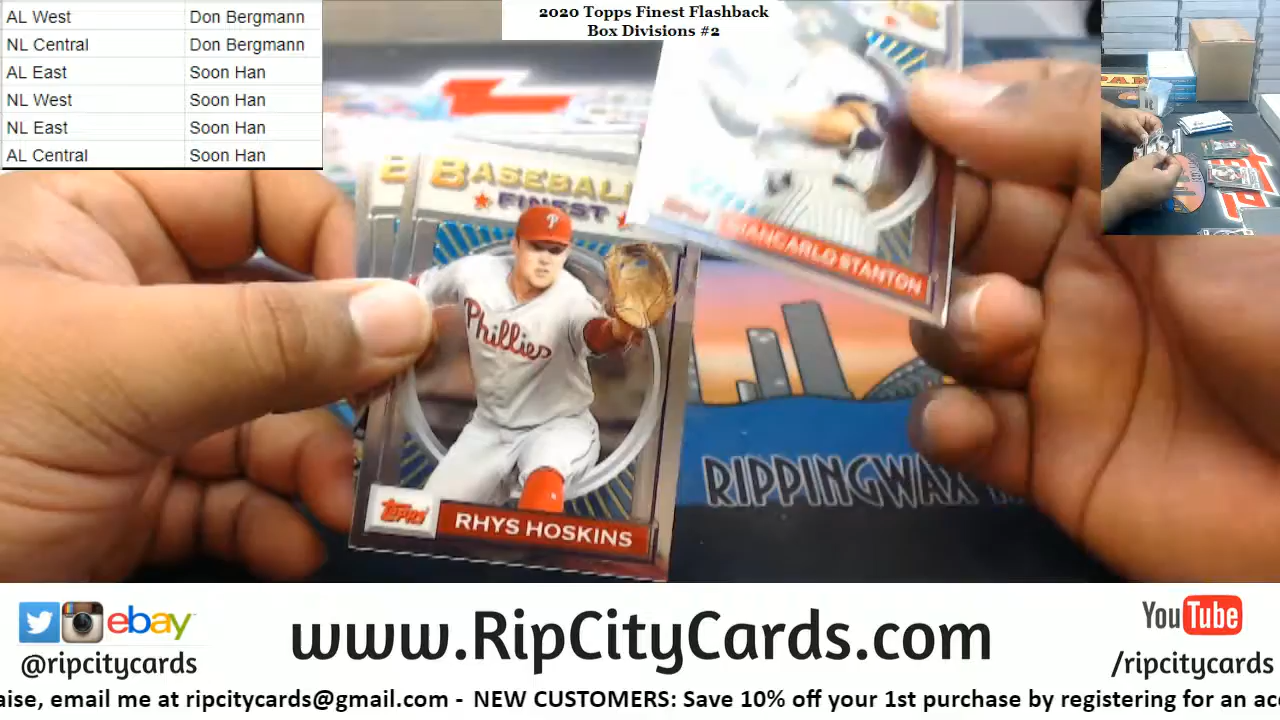 AL West Don Bergmann
NL Central Don Bergmann
AL East Soon Han
NL West Soon Han
NL East Soon Han
AL Central Soon Han
2020 Topps Finest Flashback
Box Divisions #2
BASEBALL
FINEST
Phillies
P
TOPPS
RHYS HOSKINS
GIANCARLO STANTON
RIPPINGWAX
ebay
@ripcitycards
www.RipCityCards.com
YouTube
/ripcitycards
aise, email me at ripcitycards@gmail.com - NEW CUSTOMERS: Save 10% off your 1st purchase by registering for an acc